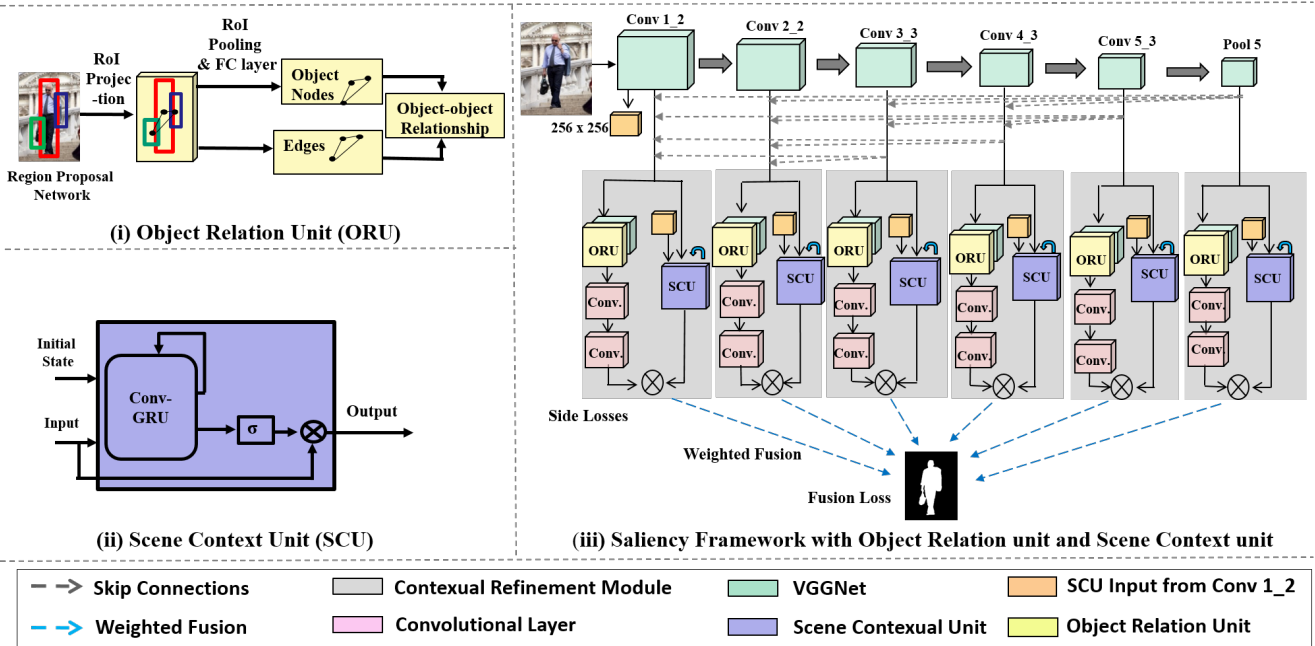 RoI
Projec
-tion
RoI
Pooling
& FC layer
Object
Nodes
Object-object
Relationship
Edges
Region Proposal
Network
(i) Object Relation Unit (ORU)
Initial
State
Input
Conv-
GRU
σ
Output
(ii) Scene Context Unit (SCU)
Conv 1_2
Conv 2_2
Conv 3_3
Conv 4_3
Conv 5_3
Pool 5
256 x 256
ORU
SCU
Conv.
Conv.
ORU
SCU
Conv.
Conv.
ORU
SCU
Conv.
Conv.
ORU
SCU
Conv.
Conv.
ORU
SCU
Conv.
Conv.
ORU
SCU
Conv.
Conv.
Side Losses
Weighted Fusion
Fusion Loss
(iii) Saliency Framework with Object Relation unit and Scene Context unit
Skip Connections
Contexual Refinement Module
VGGNet
SCU Input from Conv 1_2
Weighted Fusion
Convolutional Layer
Scene Contexual Unit
Object Relation Unit